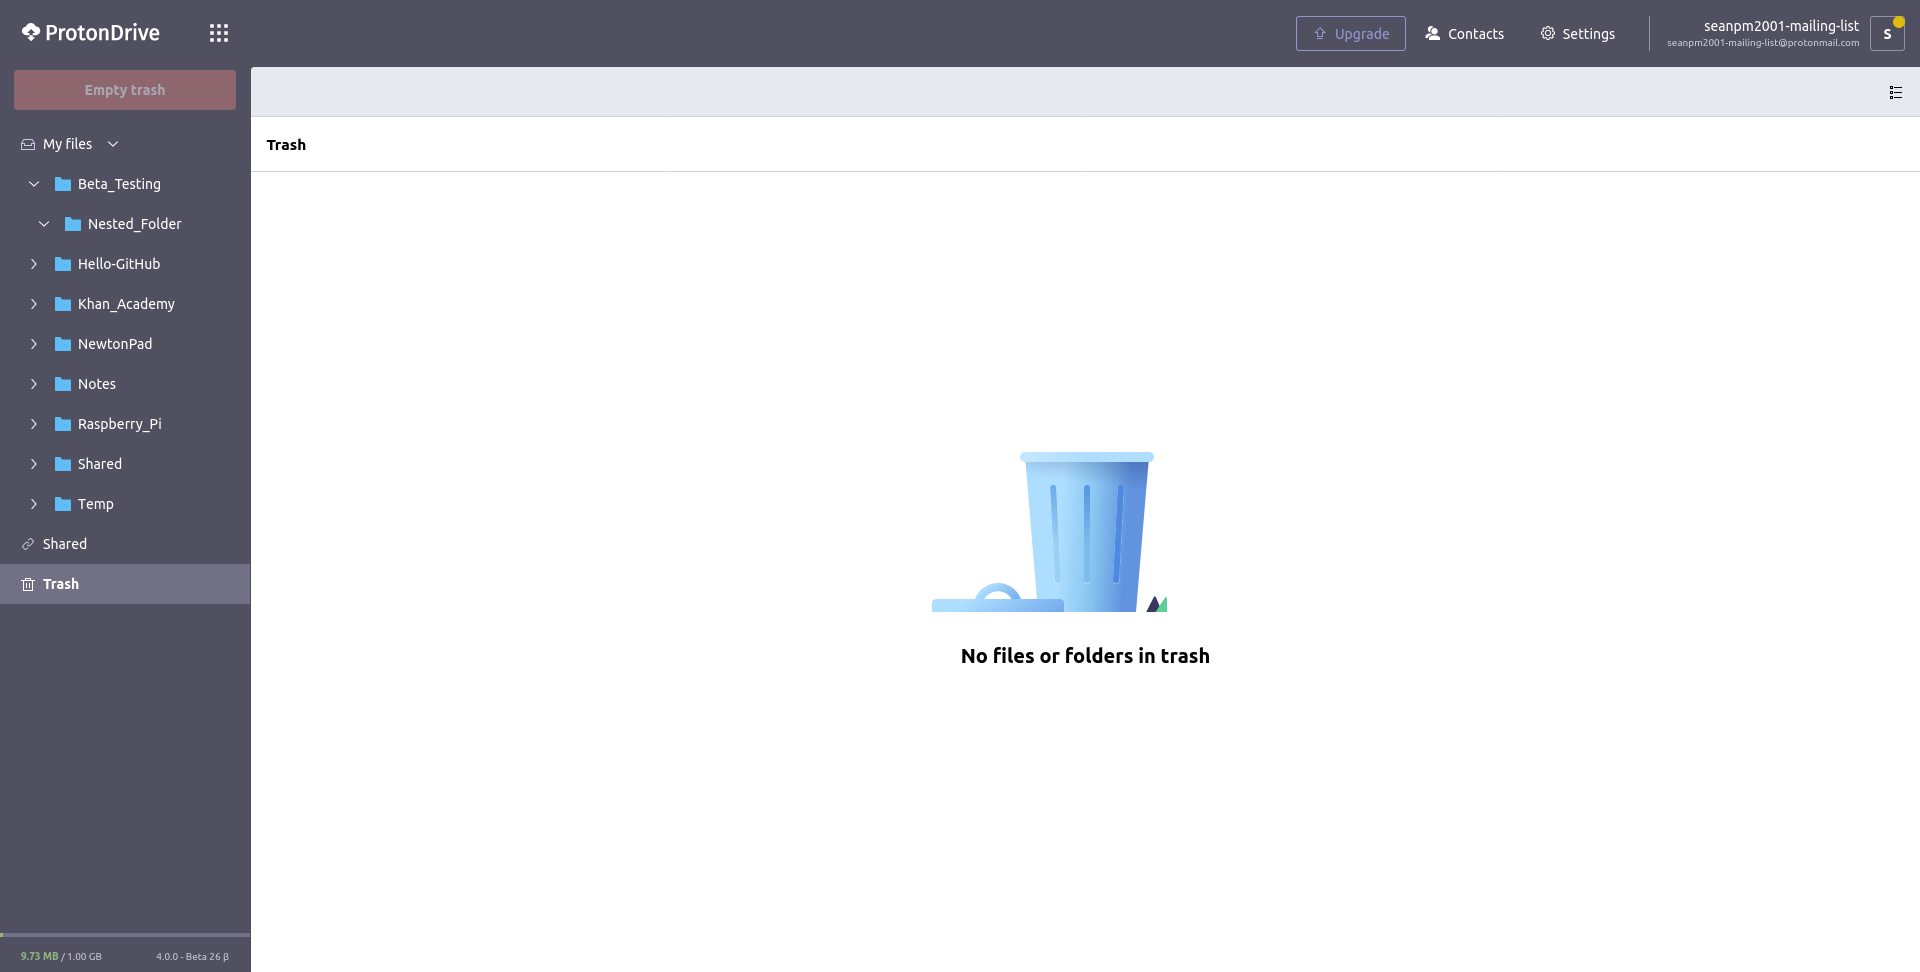 ProtonDrive
Upgrade
Contacts
Settings
seanpm2001-mailing-list
seanpm2001-mailing-list@protonmail.com
S
Empty trash
My files
Beta_Testing
Nested_Folder
Hello-GitHub
Khan_Academy
NewtonPad
Notes
Raspberry_Pi
Shared
Temp
Shared
Trash
9.73 MB / 1.00 GB
4.0.0 - Beta 26 β
Trash
No files or folders in trash